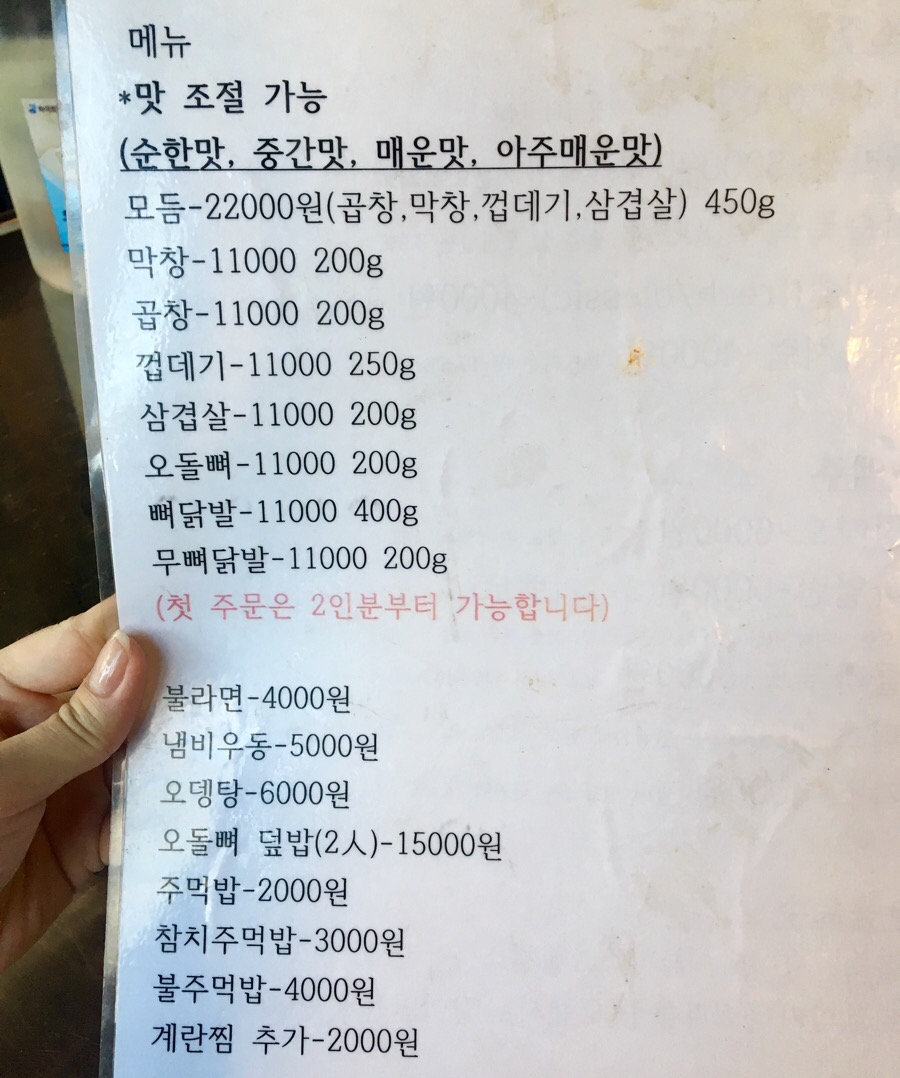 메뉴
*맛 조절 가능
(순한맛, 중간맛, 매운맛, 아주매운맛)
모듬-22000원(곱창,막창,껍데기,삼겹살) 450g
막창-11000 200g
곱창-11000 200g
껍데기-11000 250g
삼겹살-11000 200g
오돌뼈-11000 200g
뼈닭발-11000 400g
무뼈닭발-11000 200g
(첫 주문은 2인분부터 가능합니다)
불라면-4000원
냄비우동-5000원
오뎅탕-6000원
오돌뼈 덮밥(2人)-15000원
주먹밥-2000원
참치주먹밥-3000원
불주먹밥-4000원
계란찜 추가-2000원